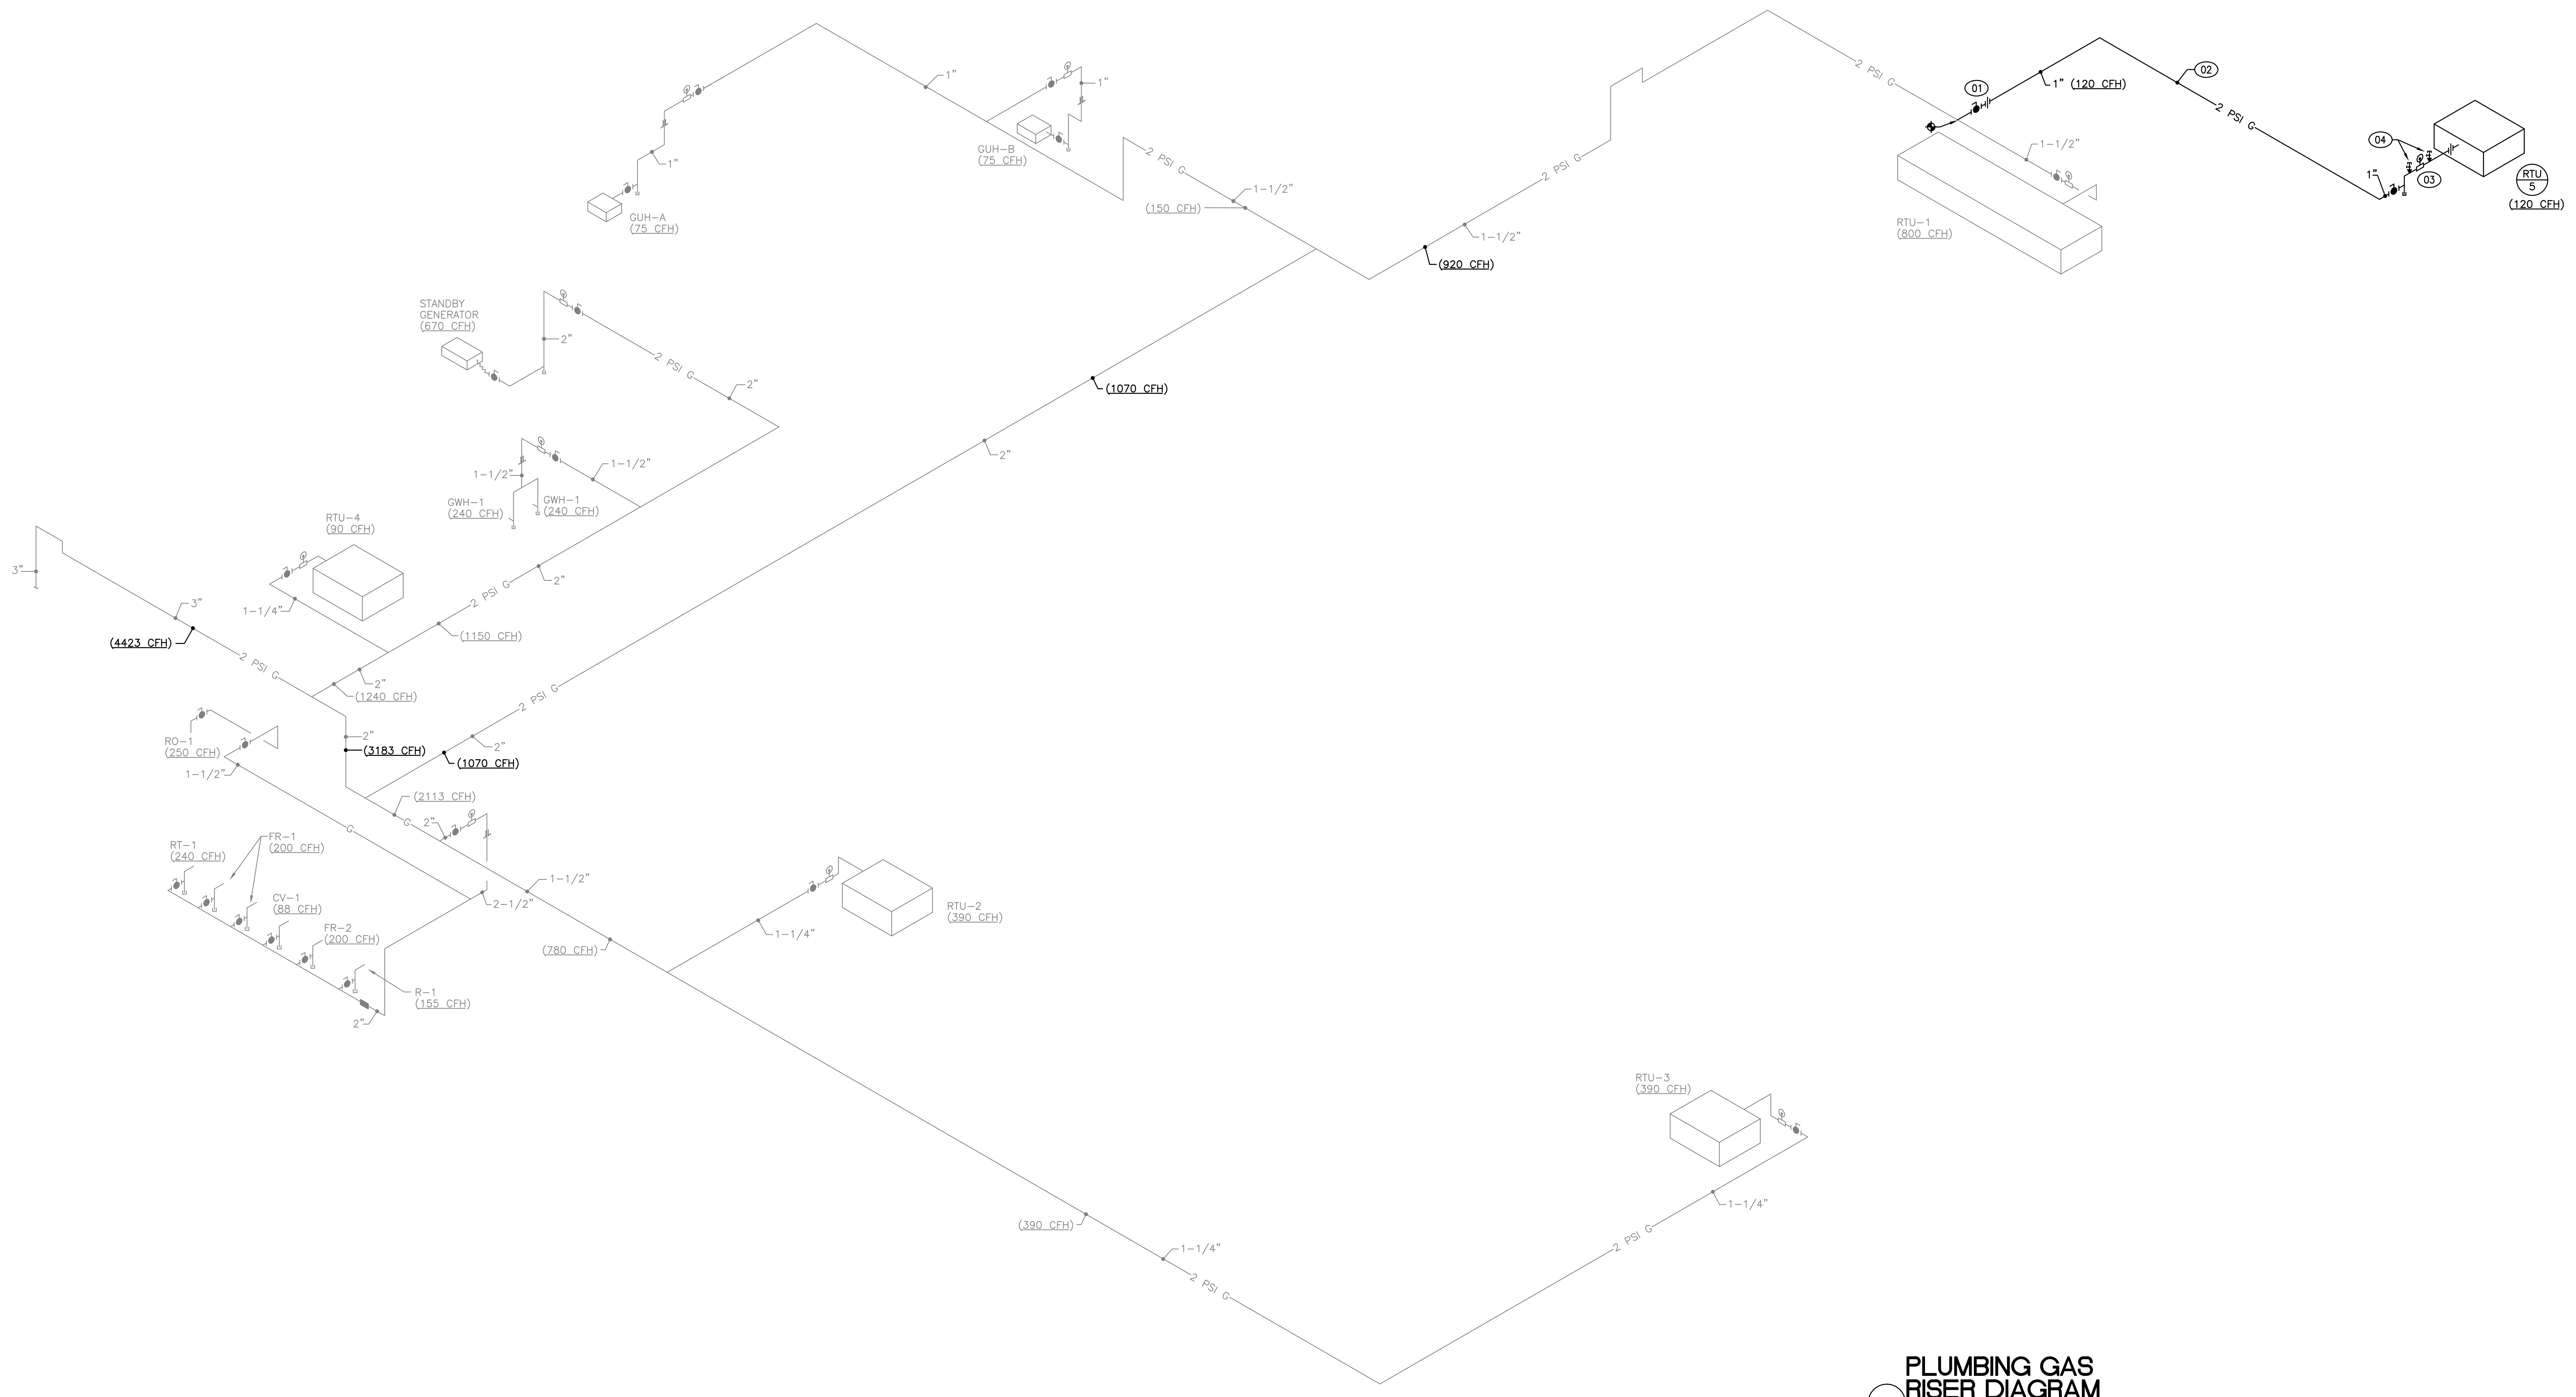 1"
1"
GUH-B
(75 CFH)
1"
GUH-A
(75 CFH)
2 PSI G
1-1/2"
(150 CFH)
1-1/2"
(920 CFH)
2 PSI G
2 PSI G
01
1" (120 CFH)
02
2 PSI G
1-1/2"
RTU-1
(800 CFH)
04
03
1"
RTU
5
(120 CFH)
STANDBY
GENERATOR
(670 CFH)
2"
2 PSI G
2"
(1070 CFH)
2"
1-1/2"
1-1/2"
GWH-1
(240 CFH)
GWH-1
(240 CFH)
RTU-4
(90 CFH)
3"
2"
2 PSI G
1-1/4"
3"
(4423 CFH)
(1150 CFH)
2 PSI G
2"
(1240 CFH)
2 PSI G
RO-1
(250 CFH)
2"
(3183 CFH)
2"
(1070 CFH)
1-1/2"
(2113 CFH)
G
2"
G
FR-1
(200 CFH)
RT-1
(240 CFH)
CV-1
(88 CFH)
1-1/2"
2-1/2"
FR-2
(200 CFH)
RTU-2
(390 CFH)
1-1/4"
(780 CFH)
R-1
(155 CFH)
2"
RTU-3
(390 CFH)
1-1/4"
(390 CFH)
2 PSI G
1-1/4"
2 PSI G
PLUMBING GAS
RISER DIAGRAM